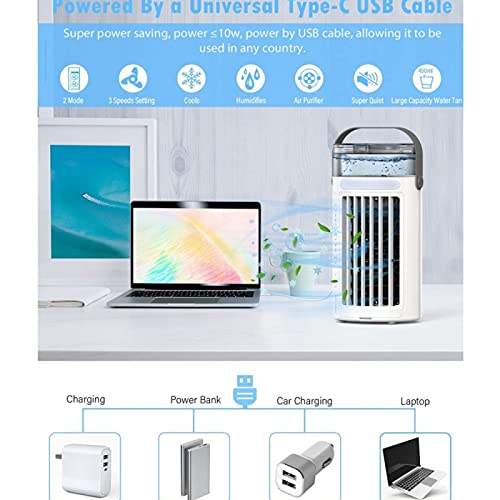 Powered By a Universal Type-C USB Cable
Super power saving, power ≤10w, power by USB cable, allowing it to be
used in any country.
2 Mode
3 Speeds Setting
Cools
Humidifies
Air Purifier
Super Quiet
Large Capacity Water Tan
Charging
Power Bank
Car Charging
Laptop